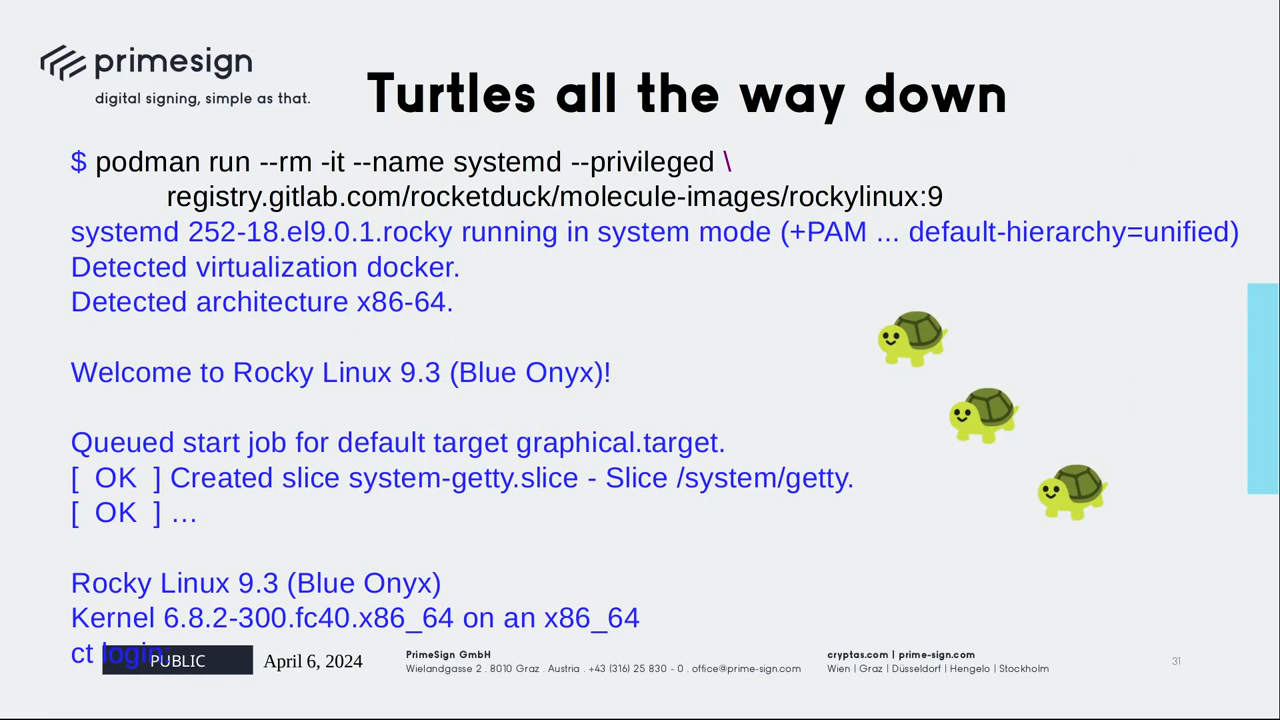 primesign
digital signing, simple as that.
Turtles all the way down
$ podman run --rm -it --name systemd --privileged \
registry.gitlab.com/rocketduck/molecule-images/rockylinux:9
systemd 252-18.el9.0.1.rocky running in system mode (+PAM ... default-hierarchy=unified)
Detected virtualization docker.
Detected architecture x86-64.
Welcome to Rocky Linux 9.3 (Blue Onyx)!
Queued start job for default target graphical.target.
[  OK  ] Created slice system-getty.slice - Slice /system/getty.
[  OK  ] …
Rocky Linux 9.3 (Blue Onyx)
Kernel 6.8.2-300.fc40.x86_64 on an x86_64
ct login:
PUBLIC
April 6, 2024
PrimeSign GmbH
Wielandgasse 2 . 8010 Graz . Austria . +43 (316) 25 830 - 0 . office@prime-sign.com
cryptas.com | prime-sign.com
Wien | Graz | Düsseldorf | Hengelo | Stockholm
31